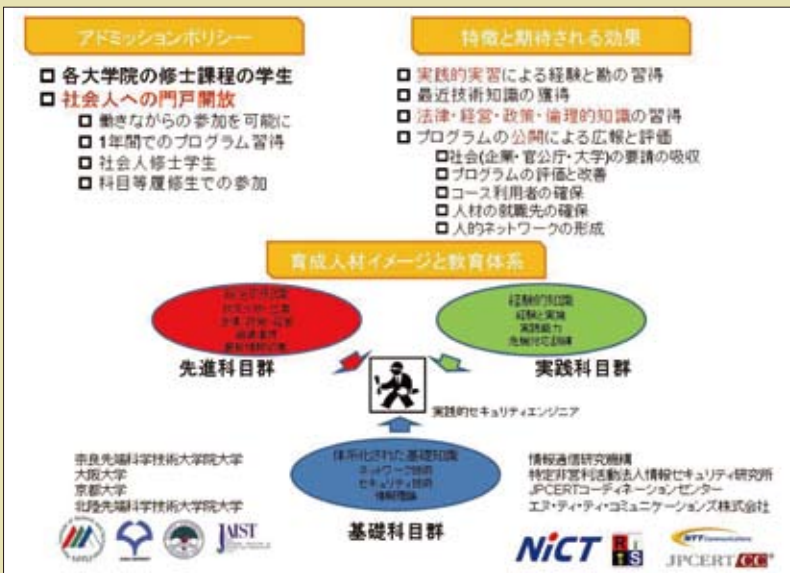 アドミッションポリシー
各大学院の修士課程の学生
社会人への門戸開放
働きながらの参加を可能に
1年間でのプログラム習得
社会人修士学生
科目等履修生での参加
特徴と期待される効果
実践的実習による経験と勘の習得
最近技術知識の獲得
法律・経営・政策・倫理的知識の習得
プログラムの公開による広報と評価
社会(企業・官公庁・大学)の要請の吸収
プログラムの評価と改善
コース利用者の確保
人材の就職先の確保
人的ネットワークの形成
育成人材イメージと教育体系
先進科目群
経験的知識
経験と実施
実践能力
危機対応訓練
実践科目群
実践的セキュリティエンジニア
体系化された基礎知識
ネットワーク技術
セキュリティ技術
情報理論
基礎科目群
奈良先端科学技術大学院大学
大阪大学
京都大学
北陸先端科学技術大学院大学
JAIST
情報通信研究機構
特定非営利活動法人情報セキュリティ研究所
JPCERTコーディネーションセンター
エヌ・ティ・ティ・コミュニケーションズ株式会社
NICT
RIIS
NTT Communications
JPCERT CC